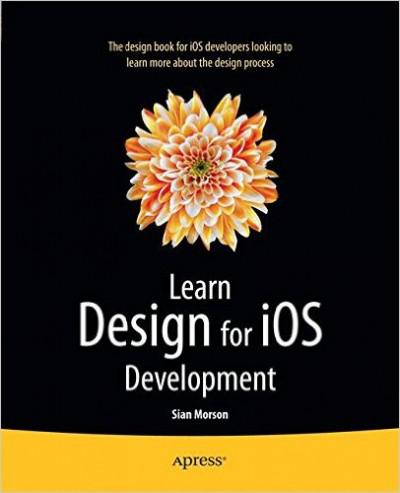 The design book for iOS developers looking to
learn more about the design process
Learn
Design for iOS
Development
Sian Morson
Apress®